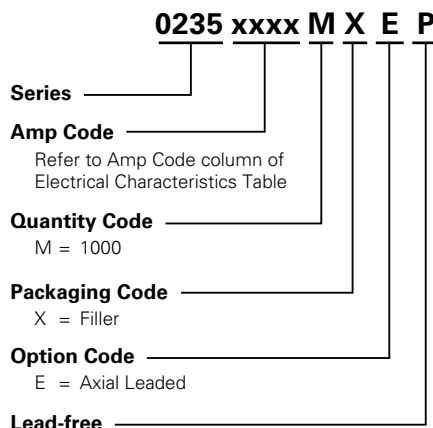 0235 xxxx M X E P
Series
Amp Code
Refer to Amp Code column of
Electrical Characteristics Table
Quantity Code
M = 1000
Packaging Code
X = Filler
Option Code
E = Axial Leaded
Lead-free